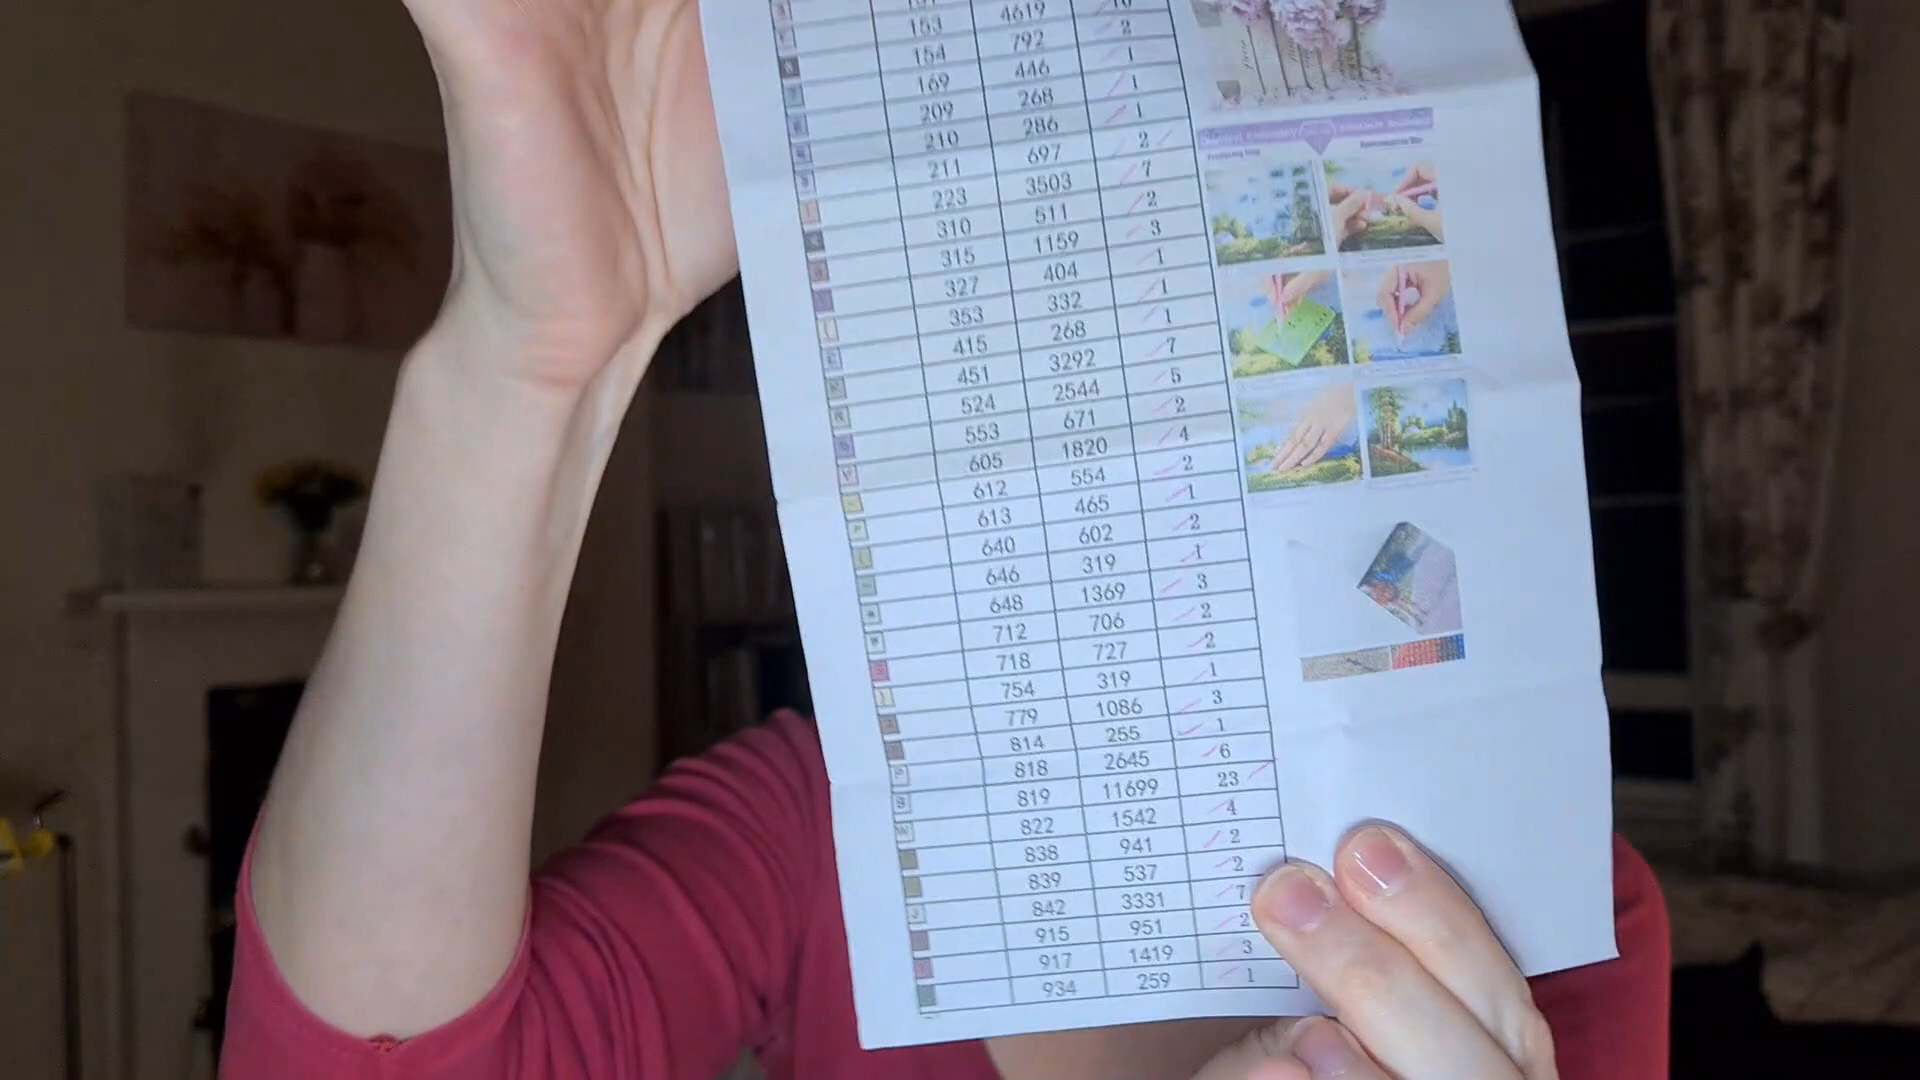 153 4619 10
154 792 2
169 446 1
209 268 1
210 286 1
211 697 2
223 3503 7
310 511 2
315 1159 3
327 404 1
353 332 1
415 268 1
451 3292 7
524 2544 5
553 671 2
605 1820 4
612 554 2
613 465 1
640 602 2
646 319 1
648 1369 3
712 706 2
718 727 2
754 319 1
779 1086 3
814 255 1
818 2645 6
819 11699 23
822 1542 4
838 941 2
839 537 2
842 3331 7
915 951 2
917 1419 3
934 259 1